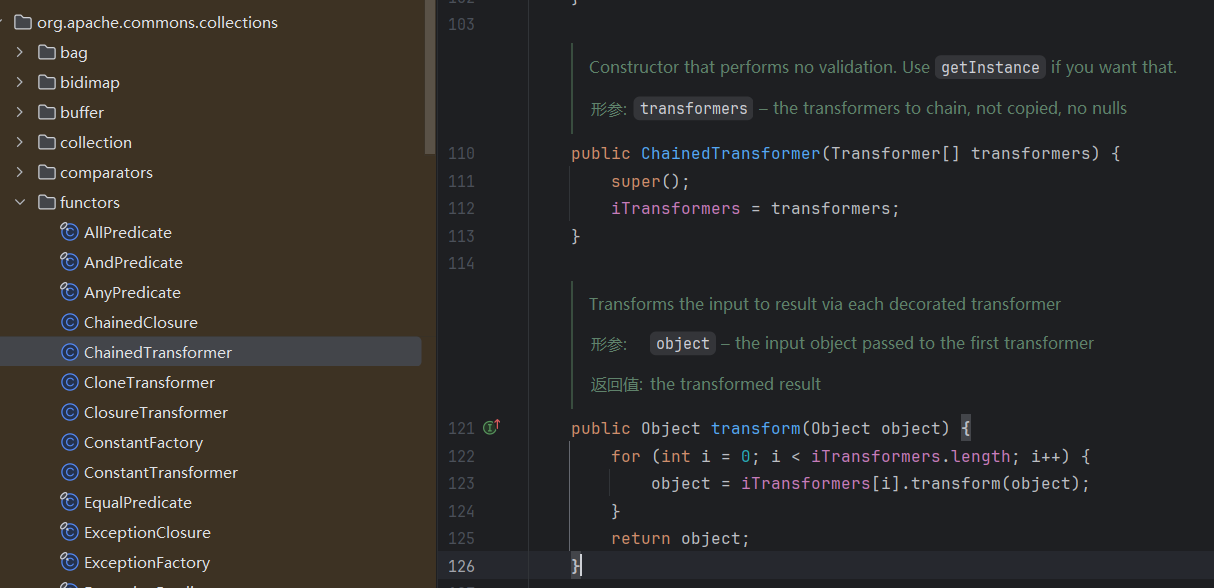 org.apache.commons.collections
bag
bidimap
buffer
collection
comparators
functors
AllPredicate
AndPredicate
AnyPredicate
ChainedClosure
ChainedTransformer
CloneTransformer
ClosureTransformer
ConstantFactory
ConstantTransformer
EqualPredicate
ExceptionClosure
ExceptionFactory
103
Constructor that performs no validation. Use getInstance if you want that.
形参: transformers – the transformers to chain, not copied, no nulls
110 public ChainedTransformer(Transformer[] transformers) {
111 super();
112 iTransformers = transformers;
113 }
114
Transforms the input to result via each decorated transformer
形参: object – the input object passed to the first transformer
返回值: the transformed result
121 public Object transform(Object object) {
122 for (int i = 0; i < iTransformers.length; i++) {
123 object = iTransformers[i].transform(object);
124 }
125 return object;
126 }